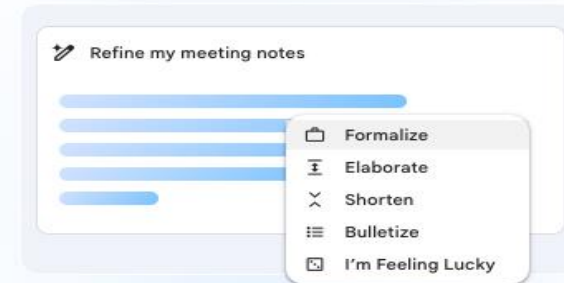 Refine my meeting notes
Formalize
Elaborate
Shorten
Bulletize
I'm Feeling Lucky